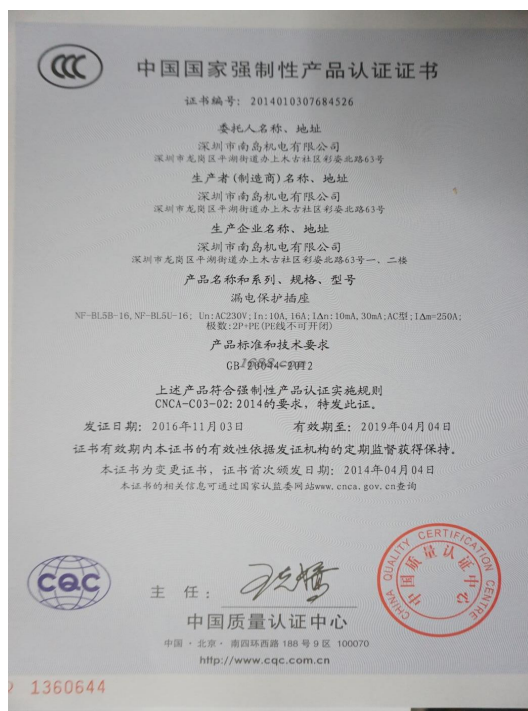 CCC
中国国家强制性产品认证证书
证书编号: 2014010307684526
委托人名称、地址
深圳市南岛机电有限公司
深圳市龙岗区平湖街道办上木古社区彩姿北路63号
生产者(制造商)名称、地址
深圳市南岛机电有限公司
深圳市龙岗区平湖街道办上木古社区彩姿北路63号
生产企业名称、地址
深圳市南岛机电有限公司
深圳市龙岗区平湖街道办上木古社区彩姿北路63号一、二楼
产品名称和系列、规格、型号
漏电保护插座
NF-BL5B-16,NF-BL5U-16; Un:AC230V;In:10A,16A;IΔn:10mA,30mA;AC型;IΔm=250A;
极数:2P+PE(PE线不可开闭)
产品标准和技术要求
GB 20044-2012
上述产品符合强制性产品认证实施规则
CNCA-C03-02:2014的要求，特发此证。
发证日期: 2016年11月03日 有效期至: 2019年04月04日
证书有效期内本证书的有效性依据发证机构的定期监督获得保持。
本证书为变更证书，证书首次颁发日期: 2014年04月04日
本证书的相关信息可通过国家认监委网站www.cnca.gov.cn查询
CQC
主 任:
中国质量认证中心
中国·北京·南四环西路188号9区 100070
http://www.cqc.com.cn
CHINA QUALITY CERTIFICATION CENTRE
中国质量认证中心
1360644